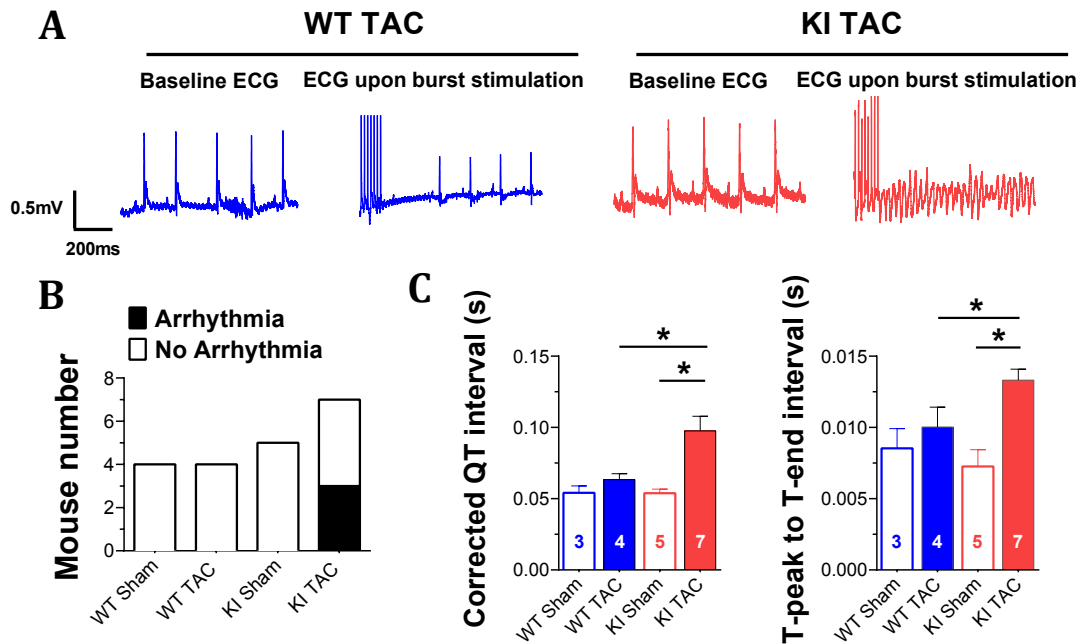 A
WT TAC
KI TAC
Baseline ECG
ECG upon burst stimulation
Baseline ECG
ECG upon burst stimulation
0.5mV
200ms
B
Arrhythmia
No Arrhythmia
Mouse number
8
6
4
2
0
WT Sham
WT TAC
KI Sham
KI TAC
C
Corrected QT interval (s)
0.15
0.10
0.05
0.00
*
*
3
4
5
7
WT Sham
WT TAC
KI Sham
KI TAC
T-peak to T-end interval (s)
0.015
0.010
0.005
0.000
*
*
3
4
5
7
WT Sham
WT TAC
KI Sham
KI TAC